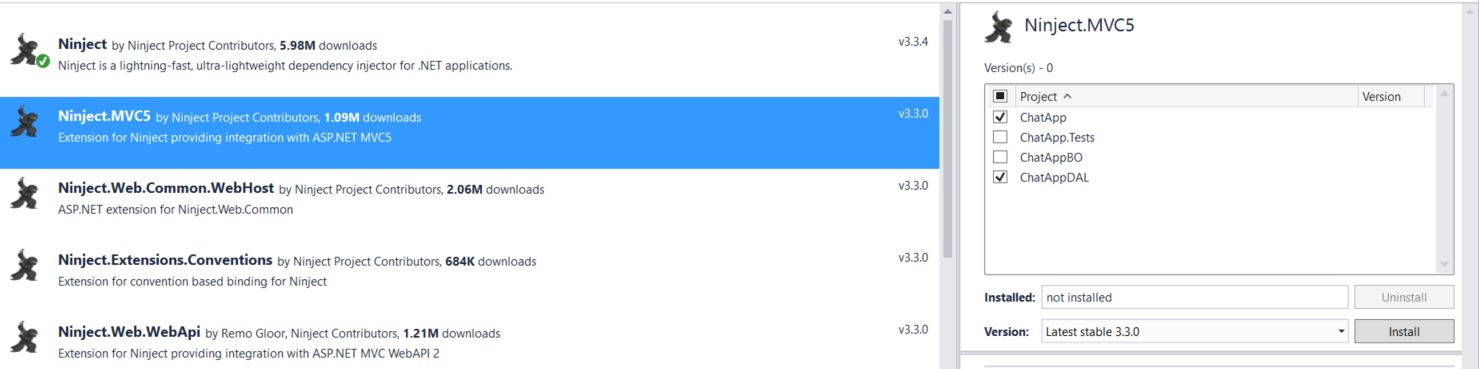 Ninject by Ninject Project Contributors, 5.98M downloads v3.3.4
Ninject is a lightning-fast, ultra-lightweight dependency injector for .NET applications.
Ninject.MVC5 by Ninject Project Contributors, 1.09M downloads v3.3.0
Extension for Ninject providing integration with ASP.NET MVC5
Ninject.Web.Common.WebHost by Ninject Project Contributors, 2.06M downloads v3.3.0
ASP.NET extension for Ninject.Web.Common
Ninject.Extensions.Conventions by Ninject Project Contributors, 684K downloads v3.3.0
Extension for convention based binding for Ninject
Ninject.Web.WebApi by Remo Gloor, Ninject Contributors, 1.21M downloads v3.3.0
Extension for Ninject providing integration with ASP.NET MVC WebAPI 2
Ninject.MVC5
Version(s) - 0
Project Version
ChatApp
ChatApp.Tests
ChatAppBO
ChatAppDAL
Installed: not installed Uninstall
Version: Latest stable 3.3.0 Install